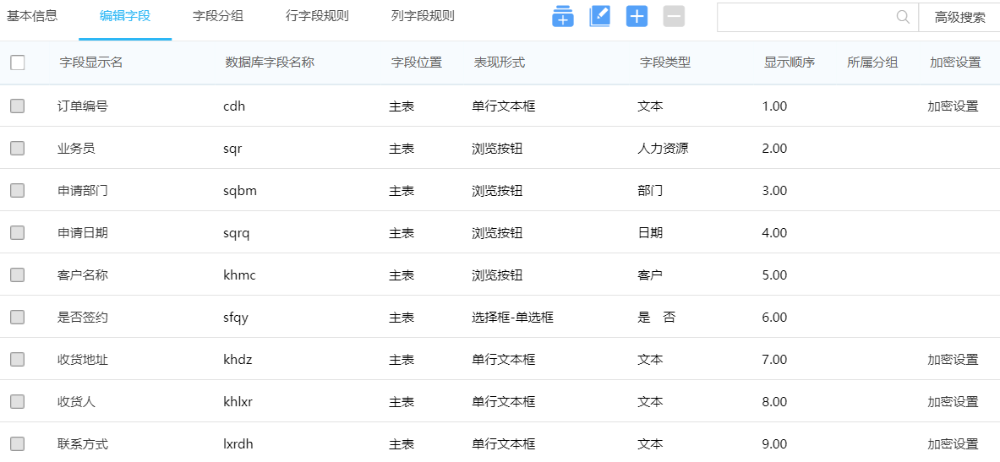 基本信息 编辑字段 字段分组 行字段规则 列字段规则 高级搜索
字段显示名 数据库字段名称 字段位置 表现形式 字段类型 显示顺序 所属分组 加密设置
订单编号 cdh 主表 单行文本框 文本 1.00 加密设置
业务员 sqr 主表 浏览按钮 人力资源 2.00
申请部门 sqbm 主表 浏览按钮 部门 3.00
申请日期 sqrq 主表 浏览按钮 日期 4.00
客户名称 khmc 主表 浏览按钮 客户 5.00
是否签约 sfqy 主表 选择框-单选框 是 否 6.00
收货地址 khdz 主表 单行文本框 文本 7.00 加密设置
收货人 khlxr 主表 单行文本框 文本 8.00 加密设置
联系方式 lxrdh 主表 单行文本框 文本 9.00 加密设置